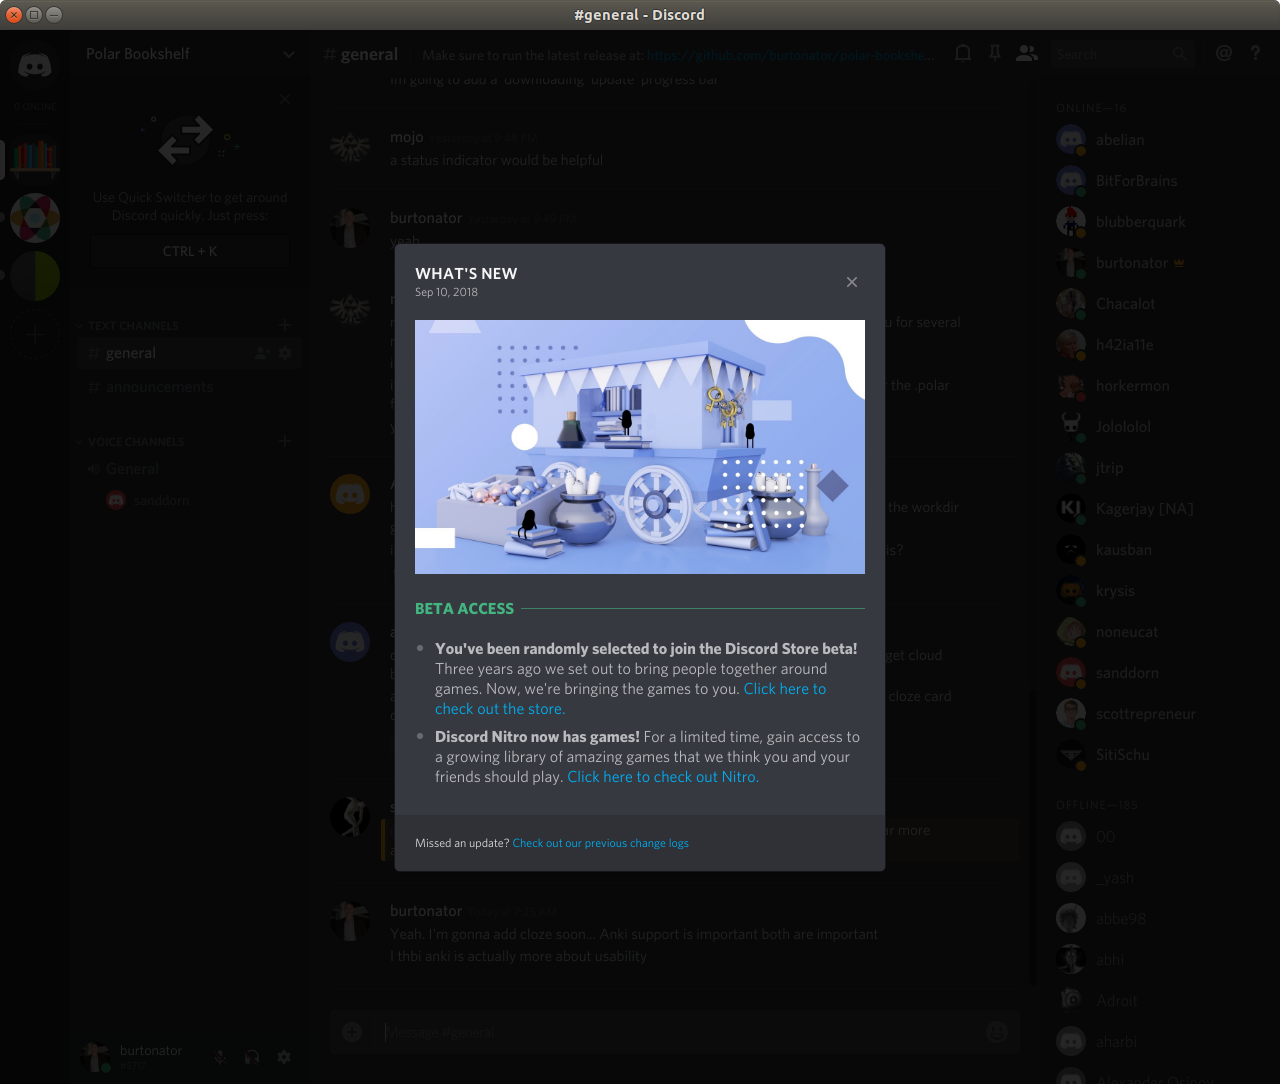 #general - Discord
Polar Bookshelf
# general
Make sure to run the latest release at: https://github.com/burtonator/polar-bookshe...
Search
@
?
0 ONLINE
Use Quick Switcher to get around
Discord quickly. Just press:
CTRL + K
TEXT CHANNELS
# general
# announcements
VOICE CHANNELS
General
sanddorn
burtonator
im going to add a 'downloading' update progress bar
mojo
a status indicator would be helpful
burtonator
yeah
u for several
r the .polar
the workdir
is?
get cloud
cloze card
ar more
burtonator
Yeah. I'm gonna add cloze soon... Anki support is important both are important
I thbi anki is actually more about usability
Message #general
WHAT'S NEW
Sep 10, 2018
BETA ACCESS
You've been randomly selected to join the Discord Store beta!
Three years ago we set out to bring people together around
games. Now, we're bringing the games to you. Click here to
check out the store.
Discord Nitro now has games! For a limited time, gain access to
a growing library of amazing games that we think you and your
friends should play. Click here to check out Nitro.
Missed an update? Check out our previous change logs
ONLINE—16
abelian
BitForBrains
blubberquark
burtonator
Chacalot
h42ia11e
horkermon
Jolololol
jtrip
KJ
Kagerjay [NA]
kausban
krysis
noneucat
sanddorn
scottrepreneur
SitiSchu
OFFLINE—185
00
_yash
abbe98
abhi
Adroit
aharbi